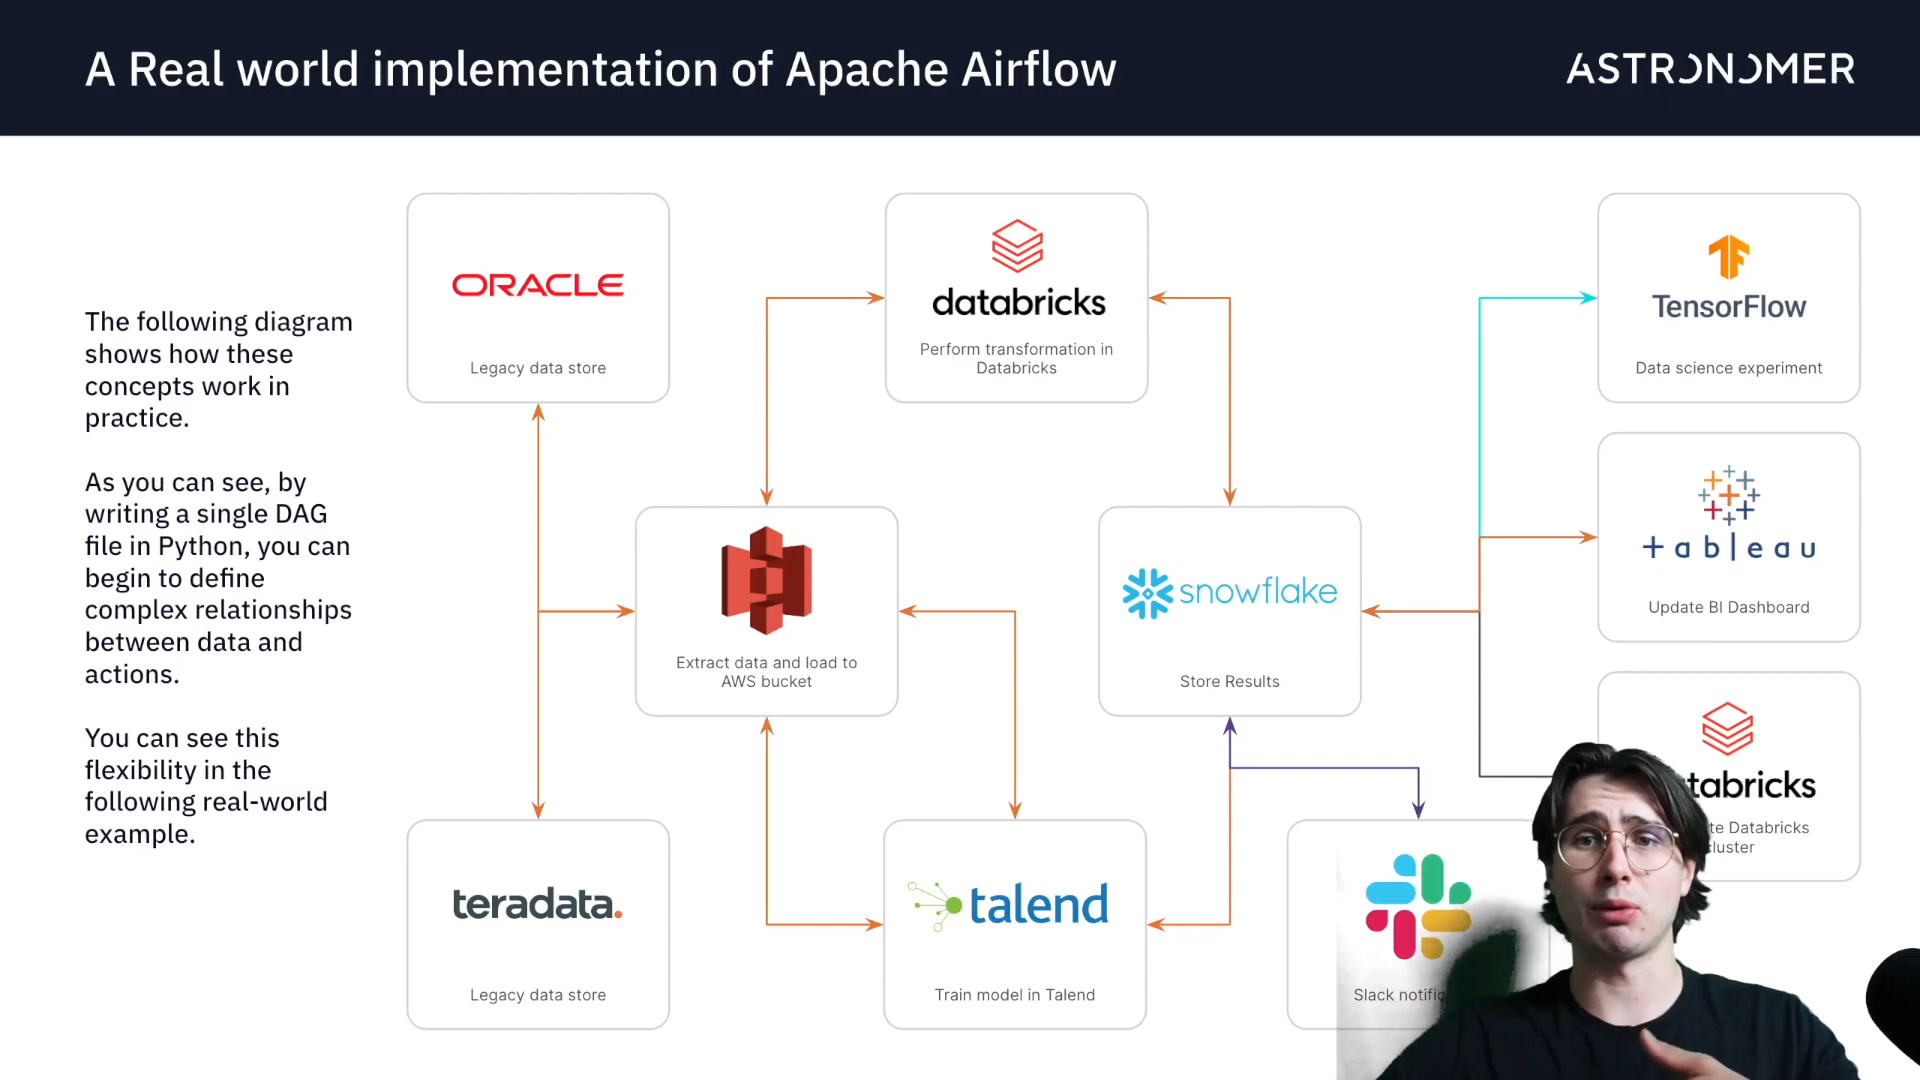 A Real world implementation of Apache Airflow
ASTRONOMER
The following diagram
shows how these
concepts work in
practice.
As you can see, by
writing a single DAG
file in Python, you can
begin to define
complex relationships
between data and
actions.
You can see this
flexibility in the
following real-world
example.
ORACLE
Legacy data store
databricks
Perform transformation in
Databricks
TensorFlow
Data science experiment
tableau
Update BI Dashboard
Extract data and load to
AWS bucket
snowflake
Store Results
Databricks
teradata.
Legacy data store
talend
Train model in Talend
Slack